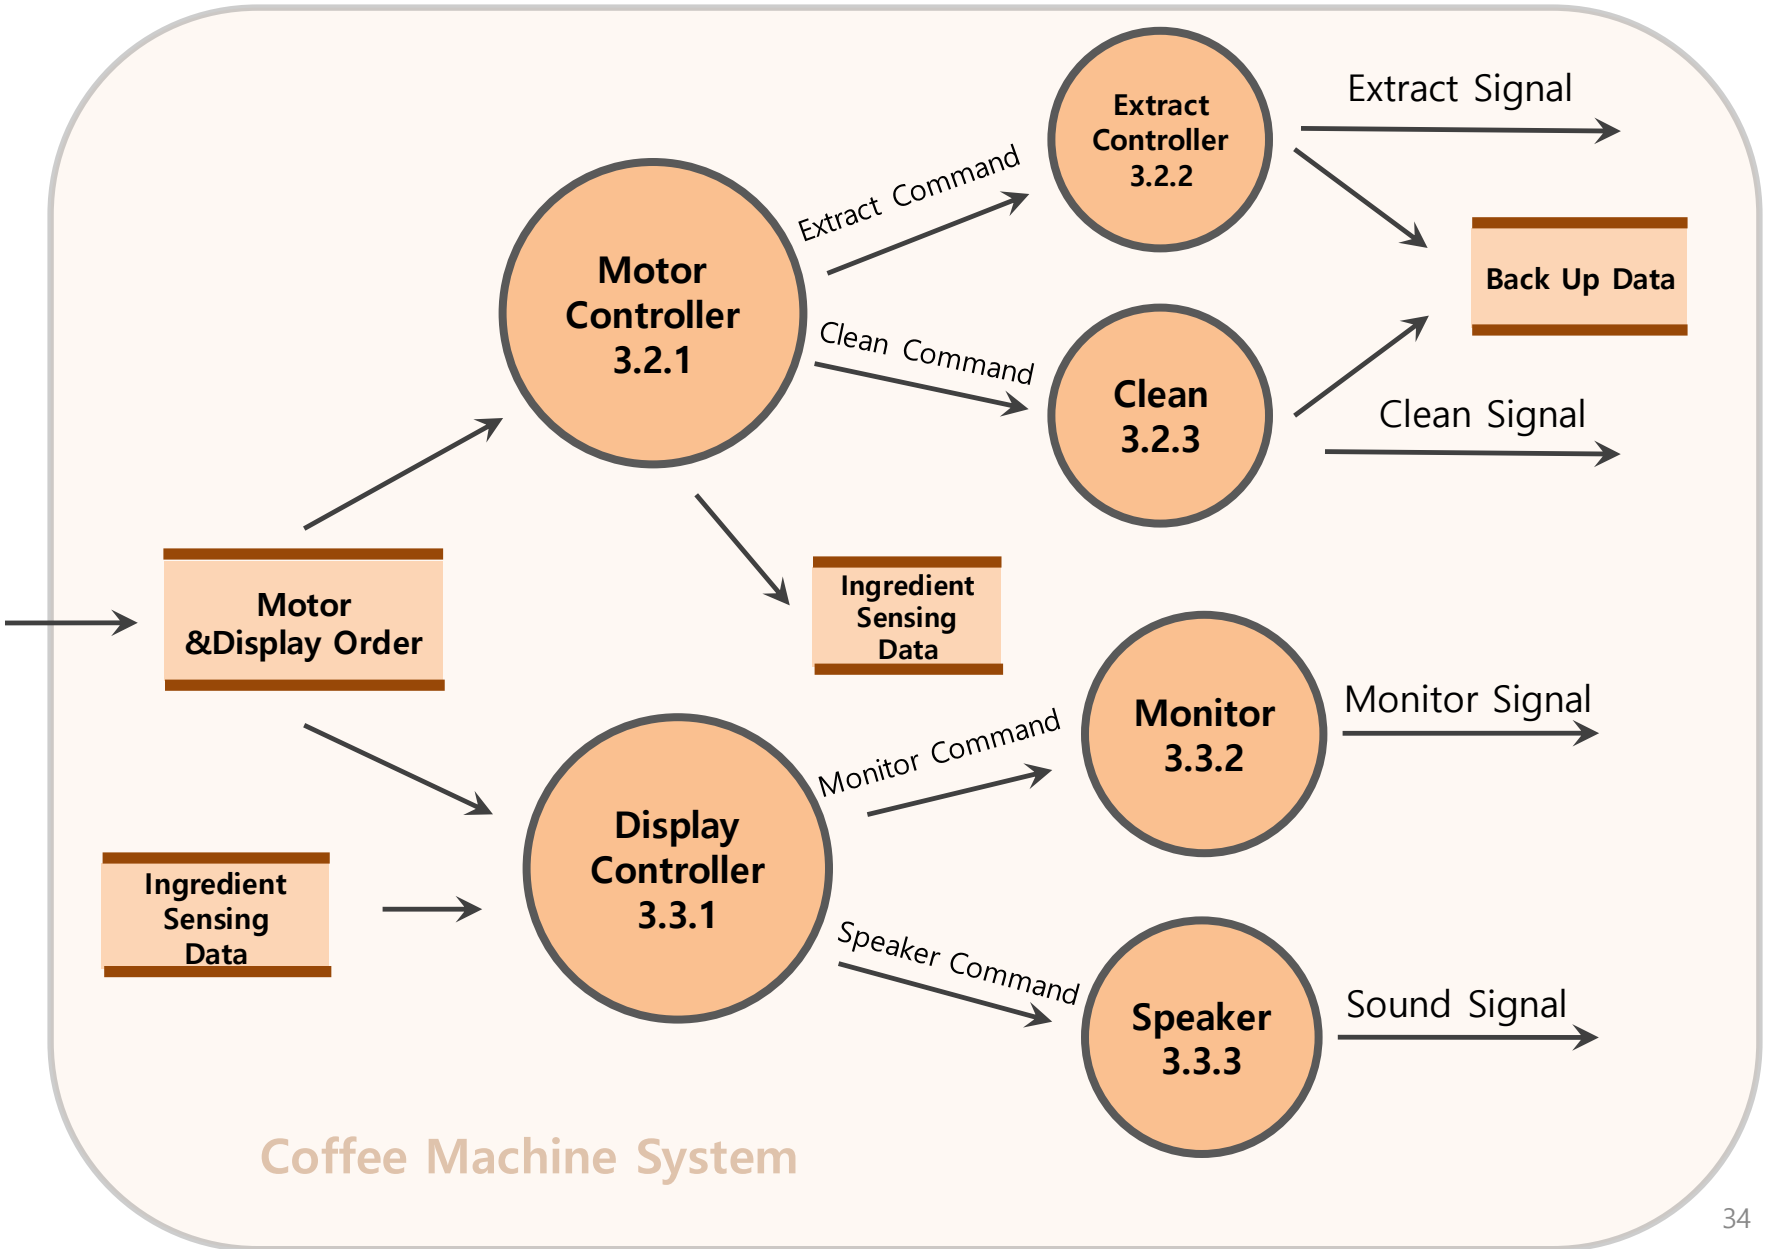 Extract
Controller
3.2.2
Extract Signal
Extract Command
Motor
Controller
3.2.1
Back Up Data
Clean Command
Clean
3.2.3
Clean Signal
Motor
&Display Order
Ingredient
Sensing
Data
Monitor
3.3.2
Monitor Signal
Monitor Command
Display
Controller
3.3.1
Ingredient
Sensing
Data
Speaker Command
Speaker
3.3.3
Sound Signal
Coffee Machine System
34